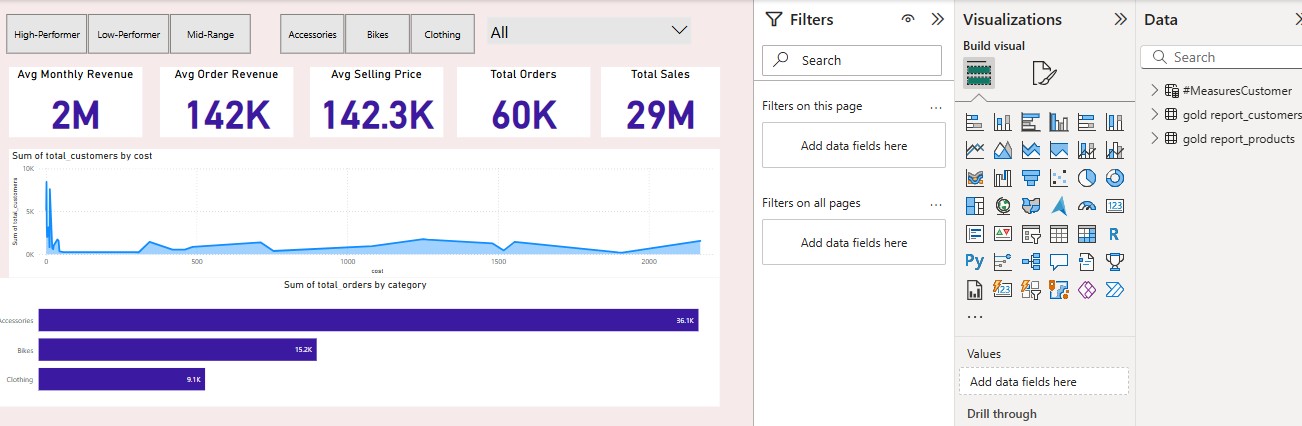 High-Performer Low-Performer Mid-Range Accessories Bikes Clothing All
Avg Monthly Revenue Avg Order Revenue Avg Selling Price Total Orders Total Sales
2M 142K 142.3K 60K 29M
Sum of total_customers by cost
10K
5K
0K
Sum of total_customers
0 500 1000 1500 2000
cost
Sum of total_orders by category
Accessories 36.1K
Bikes 15.2K
Clothing 9.1K
Filters
Search
Filters on this page ...
Add data fields here
Filters on all pages ...
Add data fields here
Visualizations
Build visual
123
R
Py
123
...
Values
Add data fields here
Drill through
Data
Search
#MeasuresCustomer
gold report_customers
gold report_products